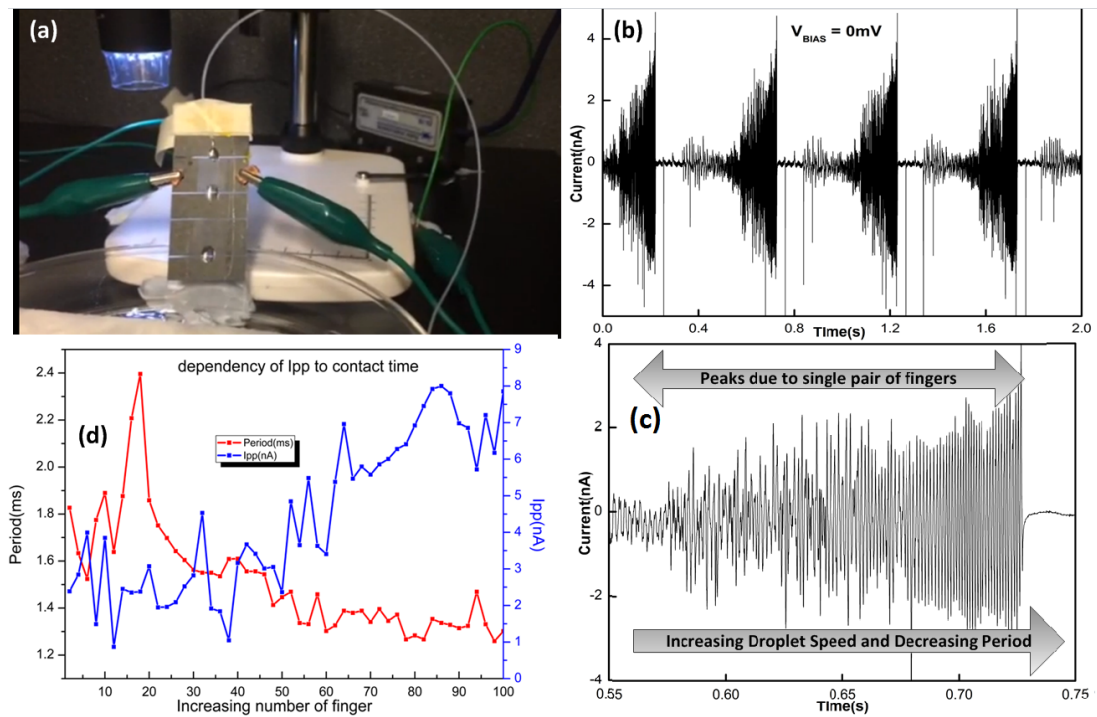 (a)
(b)
V_BIAS = 0mV
Current(nA)
4
2
0
-2
-4
0.0 0.4 0.8 1.2 1.6 2.0
Time(s)
(d)
dependency of Ipp to contact time
Period(ms)
Ipp(nA)
Period(ms)
2.4
2.2
2.0
1.8
1.6
1.4
1.2
Ipp(nA)
9
8
7
6
5
4
3
2
1
0
10 20 30 40 50 60 70 80 90 100
Increasing number of finger
(c)
Peaks due to single pair of fingers
Increasing Droplet Speed and Decreasing Period
Current(nA)
4
2
0
-2
-4
0.55 0.60 0.65 0.70 0.75
Time(s)